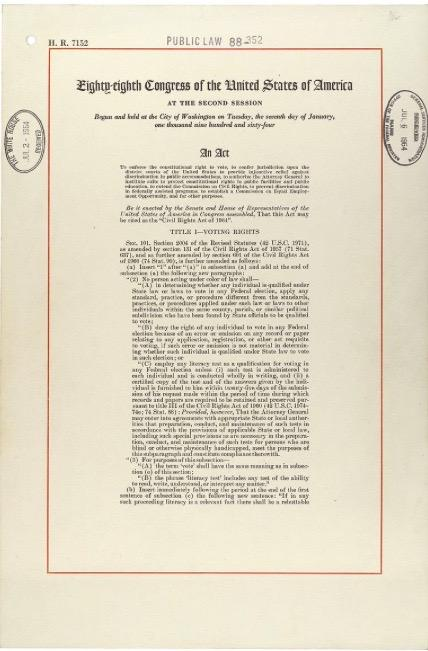 H. R. 7152
PUBLIC LAW 88-352
Eighty-eighth Congress of the United States of America
AT THE SECOND SESSION
Begun and held at the City of Washington on Tuesday, the seventh day of January,
one thousand nine hundred and sixty-four
THE WHITE HOUSE
JUL 2 - 1964
RECEIVED
JUL 6 1964
An Act
To enforce the constitutional right to vote, to confer jurisdiction upon the
district courts of the United States to provide injunctive relief against
discrimination in public accommodations, to authorize the Attorney General to
institute suits to protect constitutional rights in public facilities and public
education, to extend the Commission on Civil Rights, to prevent discrimination
in federally assisted programs, to establish a Commission on Equal Employ-
ment Opportunity, and for other purposes.
Be it enacted by the Senate and House of Representatives of the
United States of America in Congress assembled, That this Act may
be cited as the "Civil Rights Act of 1964".
TITLE I—VOTING RIGHTS
SEC. 101. Section 2004 of the Revised Statutes (42 U.S.C. 1971),
as amended by section 131 of the Civil Rights Act of 1957 (71 Stat.
637), and as further amended by section 601 of the Civil Rights Act
of 1960 (74 Stat. 90), is further amended as follows:
(a) Insert "1" after "(a)" in subsection (a) and add at the end of
subsection (a) the following new paragraphs:
"(2) No person acting under color of law shall—
"(A) in determining whether any individual is qualified under
State law or laws to vote in any Federal election, apply any
standard, practice, or procedure different from the standards,
practices, or procedures applied under such law or laws to other
individuals within the same county, parish, or similar political
subdivision who have been found by State officials to be qualified
to vote;
"(B) deny the right of any individual to vote in any Federal
election because of an error or omission on any record or paper
relating to any application, registration, or other act requisite
to voting, if such error or omission is not material in determin-
ing whether such individual is qualified under State law to vote
in such election; or
"(C) employ any literacy test as a qualification for voting in
any Federal election unless (i) such test is administered to
each individual and is conducted wholly in writing, and (ii) a
certified copy of the test and of the answers given by the indi-
vidual is furnished to him within twenty-five days of the submis-
sion of his request made within the period of time during which
records and papers are required to be retained and preserved pur-
suant to title III of the Civil Rights Act of 1960 (42 U.S.C. 1974–
74e; 74 Stat. 88): Provided, however, That the Attorney General
may enter into agreements with appropriate State or local author-
ities that preparation, conduct, and maintenance of such tests in
accordance with the provisions of applicable State or local law,
including such special provisions as are necessary in the prepara-
tion, conduct, and maintenance of such tests for persons who are
blind or otherwise physically handicapped, meet the purposes of
this subparagraph and constitute compliance therewith.
"(3) For purposes of this subsection—
"(A) the term 'vote' shall have the same meaning as in subsec-
tion (e) of this section;
"(B) the phrase 'literacy test' includes any test of the ability
to read, write, understand, or interpret any matter."
(b) Insert immediately following the period at the end of the first
sentence of subsection (c) the following new sentence: "If in any
such proceeding literacy is a relevant fact there shall be a rebuttable